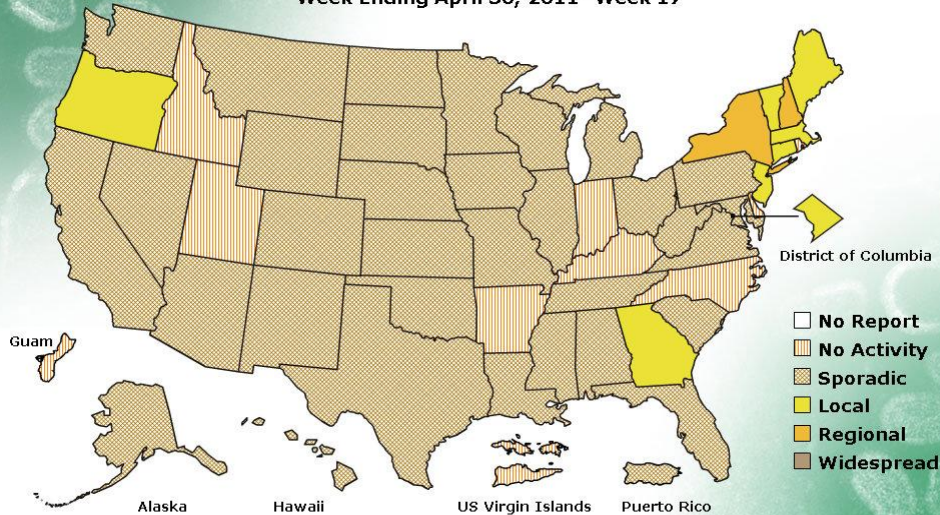 Week Ending April 30, 2011- Week 17
District of Columbia
Guam
No Report
No Activity
Sporadic
Local
Regional
Widespread
Alaska
Hawaii
US Virgin Islands
Puerto Rico